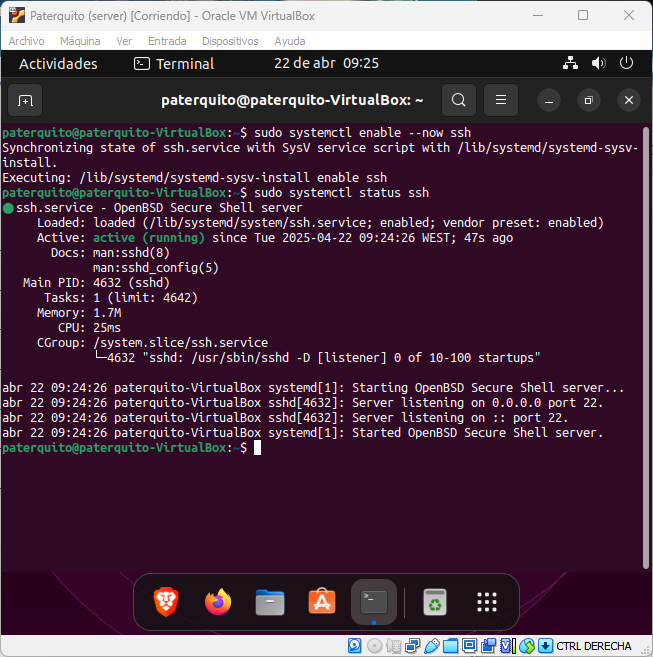 Paterquito (server) [Corriendo] - Oracle VM VirtualBox
Archivo Máquina Ver Entrada Dispositivos Ayuda
Actividades Terminal 22 de abr 09:25
paterquito@paterquito-VirtualBox: ~
paterquito@paterquito-VirtualBox:~$ sudo systemctl enable --now ssh
Synchronizing state of ssh.service with SysV service script with /lib/systemd/systemd-sysv-
install.
Executing: /lib/systemd/systemd-sysv-install enable ssh
paterquito@paterquito-VirtualBox:~$ sudo systemctl status ssh
● ssh.service - OpenBSD Secure Shell server
Loaded: loaded (/lib/systemd/system/ssh.service; enabled; vendor preset: enabled)
Active: active (running) since Tue 2025-04-22 09:24:26 WEST; 47s ago
Docs: man:sshd(8)
man:sshd_config(5)
Main PID: 4632 (sshd)
Tasks: 1 (limit: 4642)
Memory: 1.7M
CPU: 25ms
CGroup: /system.slice/ssh.service
└─4632 "sshd: /usr/sbin/sshd -D [listener] 0 of 10-100 startups"
abr 22 09:24:26 paterquito-VirtualBox systemd[1]: Starting OpenBSD Secure Shell server...
abr 22 09:24:26 paterquito-VirtualBox sshd[4632]: Server listening on 0.0.0.0 port 22.
abr 22 09:24:26 paterquito-VirtualBox sshd[4632]: Server listening on :: port 22.
abr 22 09:24:26 paterquito-VirtualBox systemd[1]: Started OpenBSD Secure Shell server.
paterquito@paterquito-VirtualBox:~$
CTRL DERECHA